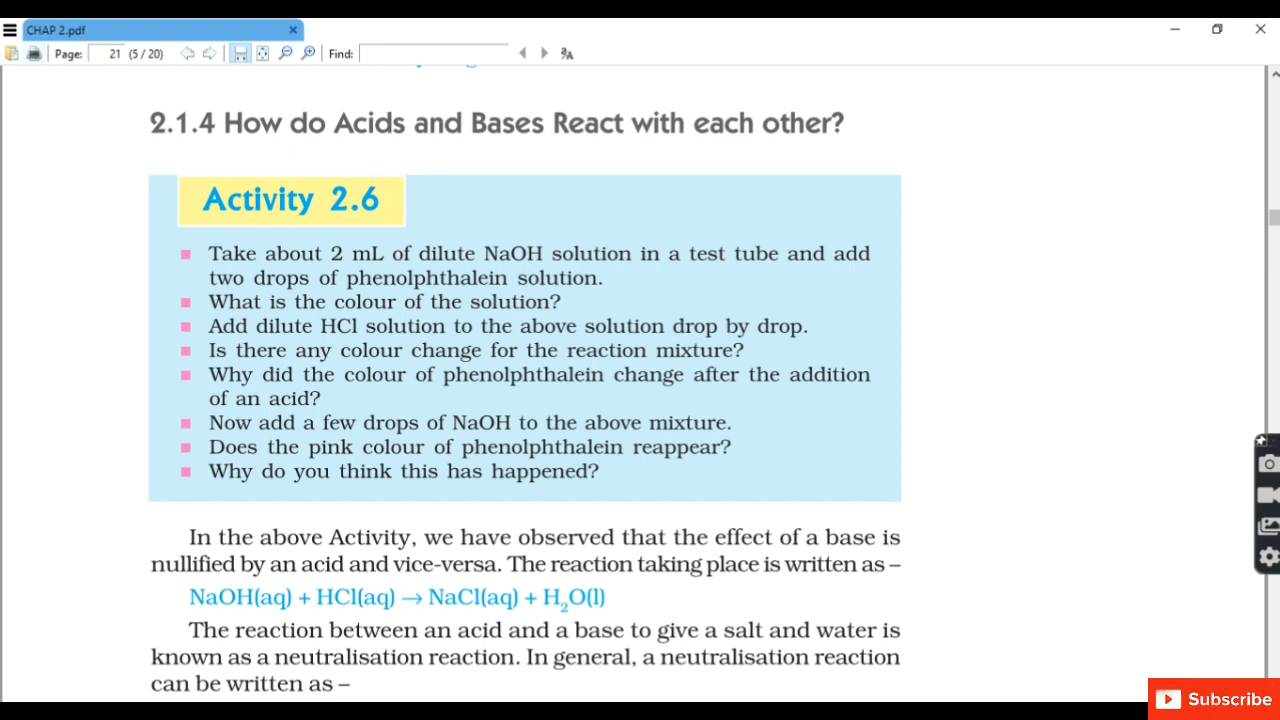 CHAP 2.pdf
Page: 21 (5 / 20) Find:
2.1.4 How do Acids and Bases React with each other?
Activity 2.6
Take about 2 mL of dilute NaOH solution in a test tube and add
two drops of phenolphthalein solution.
What is the colour of the solution?
Add dilute HCl solution to the above solution drop by drop.
Is there any colour change for the reaction mixture?
Why did the colour of phenolphthalein change after the addition
of an acid?
Now add a few drops of NaOH to the above mixture.
Does the pink colour of phenolphthalein reappear?
Why do you think this has happened?
In the above Activity, we have observed that the effect of a base is
nullified by an acid and vice-versa. The reaction taking place is written as –
NaOH(aq) + HCl(aq) → NaCl(aq) + H₂O(l)
The reaction between an acid and a base to give a salt and water is
known as a neutralisation reaction. In general, a neutralisation reaction
can be written as –
Subscribe